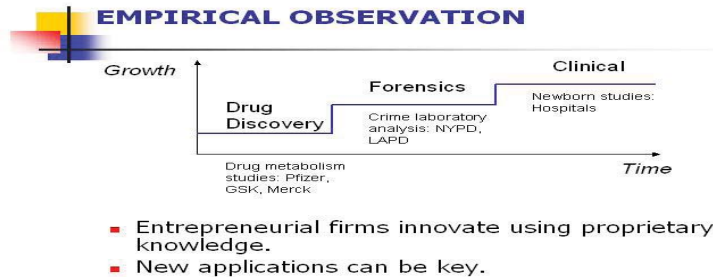 EMPIRICAL OBSERVATION
Growth
Clinical
Forensics
Newborn studies:
Hospitals
Drug
Discovery
Crime laboratory
analysis: NYPD,
LAPD
Time
Drug metabolism
studies: Pfizer,
GSK, Merck
Entrepreneurial firms innovate using proprietary
knowledge.
New applications can be key.